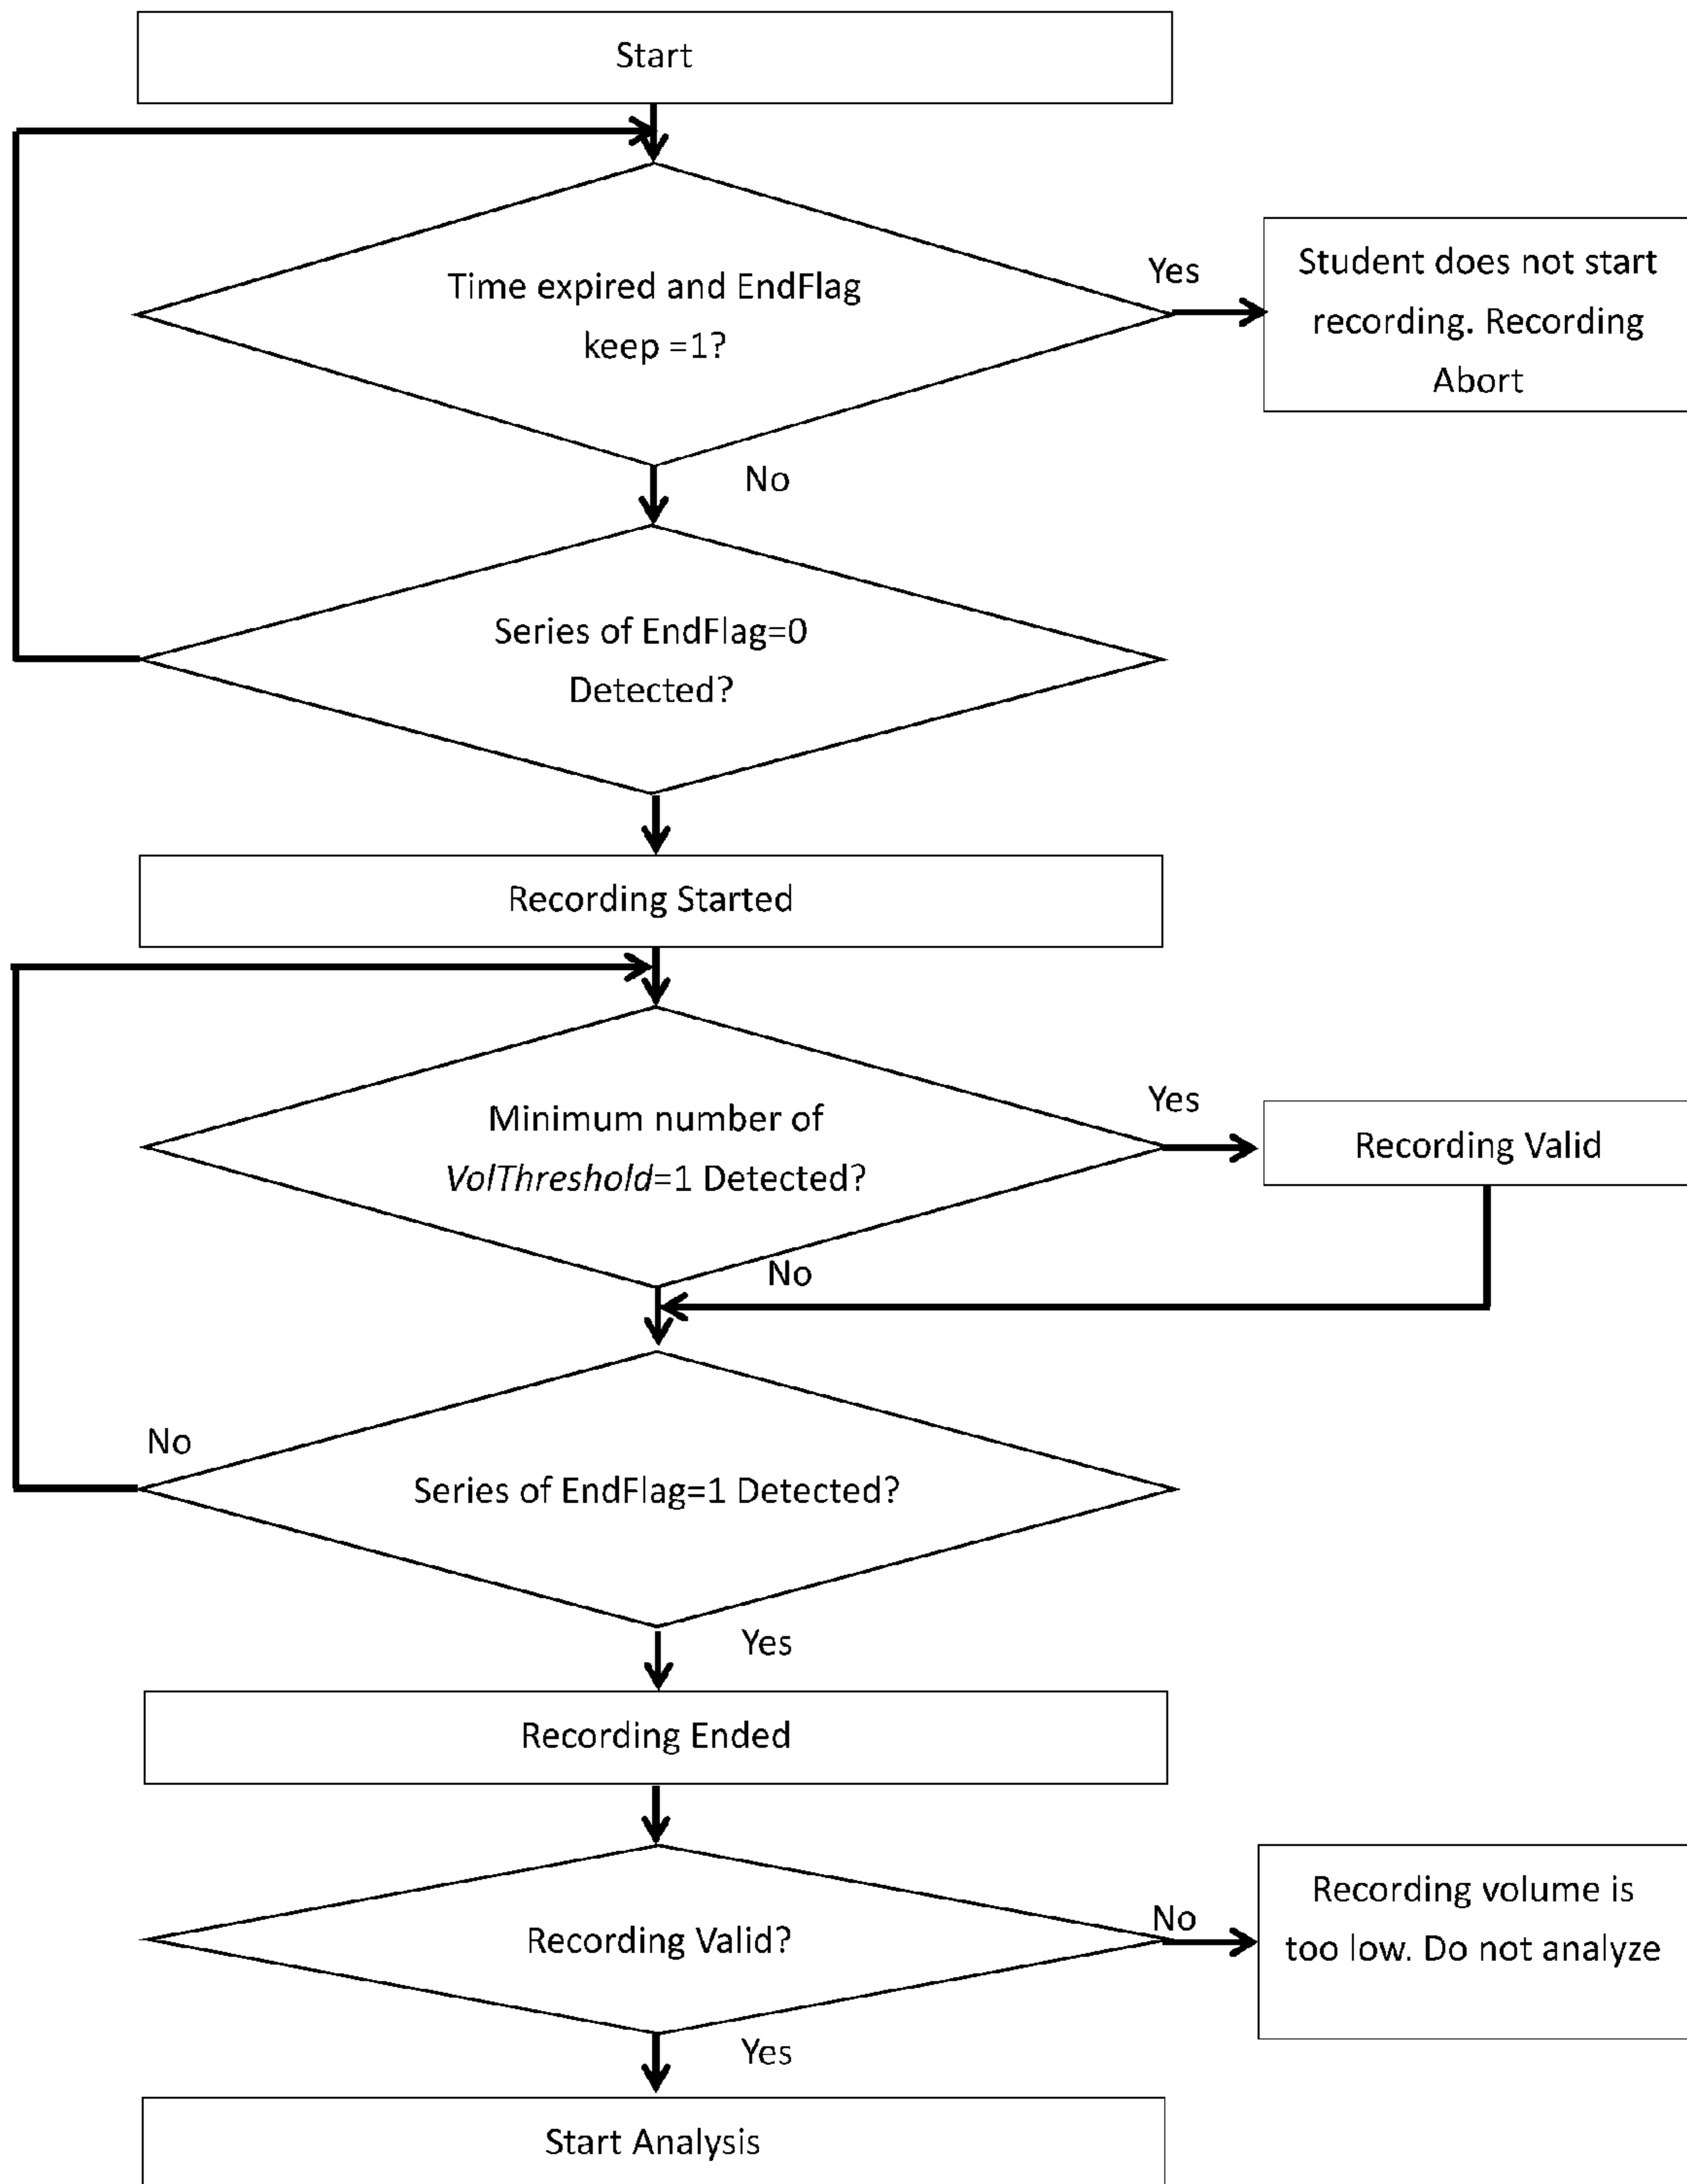 Start
Time expired and EndFlag
keep =1?
Yes
Student does not start
recording. Recording
Abort
No
Series of EndFlag=0
Detected?
Recording Started
Minimum number of
VolThreshold=1 Detected?
Yes
Recording Valid
No
No
Series of EndFlag=1 Detected?
Yes
Recording Ended
Recording Valid?
No
Recording volume is
too low. Do not analyze
Yes
Start Analysis